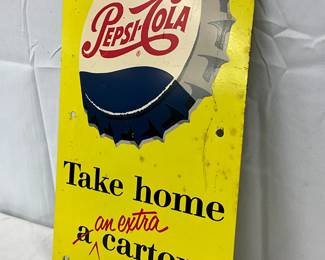 PEPSI-COLA
Take home
an extra
a carton